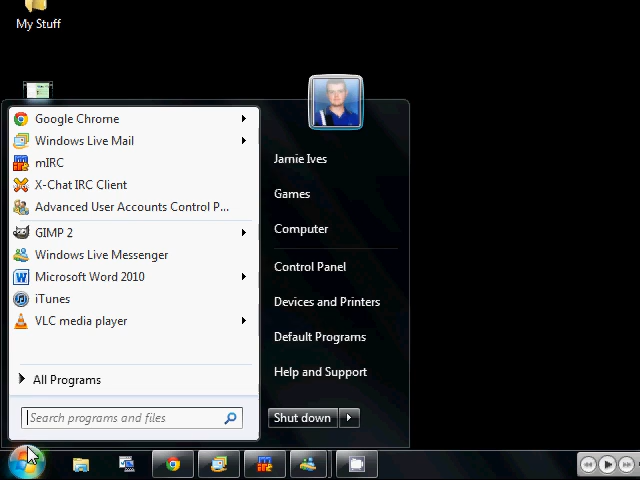 My Stuff
Google Chrome
Windows Live Mail
mIRC
X-Chat IRC Client
Advanced User Accounts Control P...
GIMP 2
Windows Live Messenger
Microsoft Word 2010
iTunes
VLC media player
All Programs
Search programs and files
Jamie Ives
Games
Computer
Control Panel
Devices and Printers
Default Programs
Help and Support
Shut down